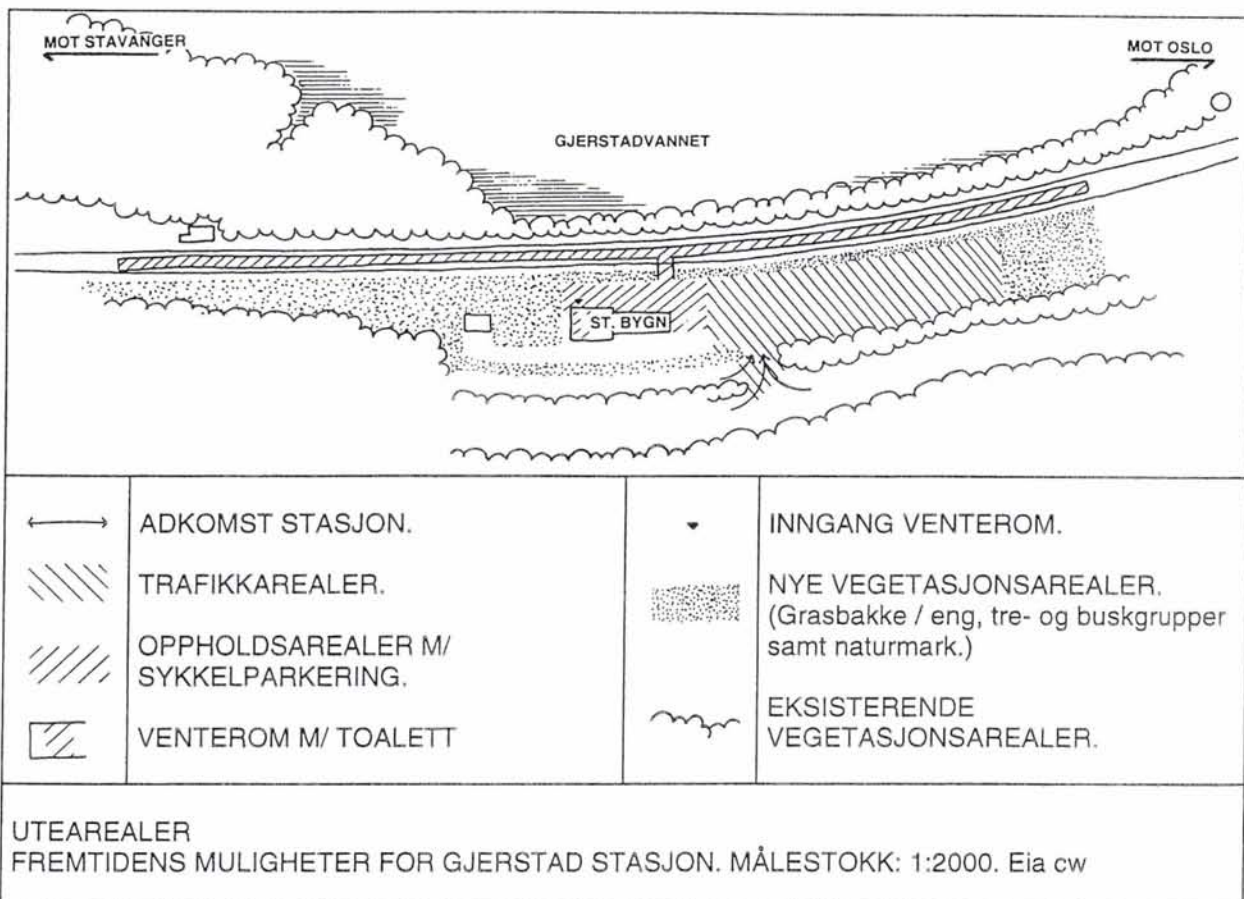 MOT STAVANGER
MOT OSLO
GJERSTADVANNET
ST. BYGN
ADKOMST STASJON.
TRAFIKKAREALER.
OPPHOLDSAREALER M/
SYKKELPARKERING.
VENTEROM M/ TOALETT
INNGANG VENTEROM.
NYE VEGETASJONSAREALER.
(Grasbakke / eng, tre- og buskgrupper
samt naturmark.)
EKSISTERENDE
VEGETASJONSAREALER.
UTEAREALER
FREMTIDENS MULIGHETER FOR GJERSTAD STASJON. MÅLESTOKK: 1:2000. Eia cw